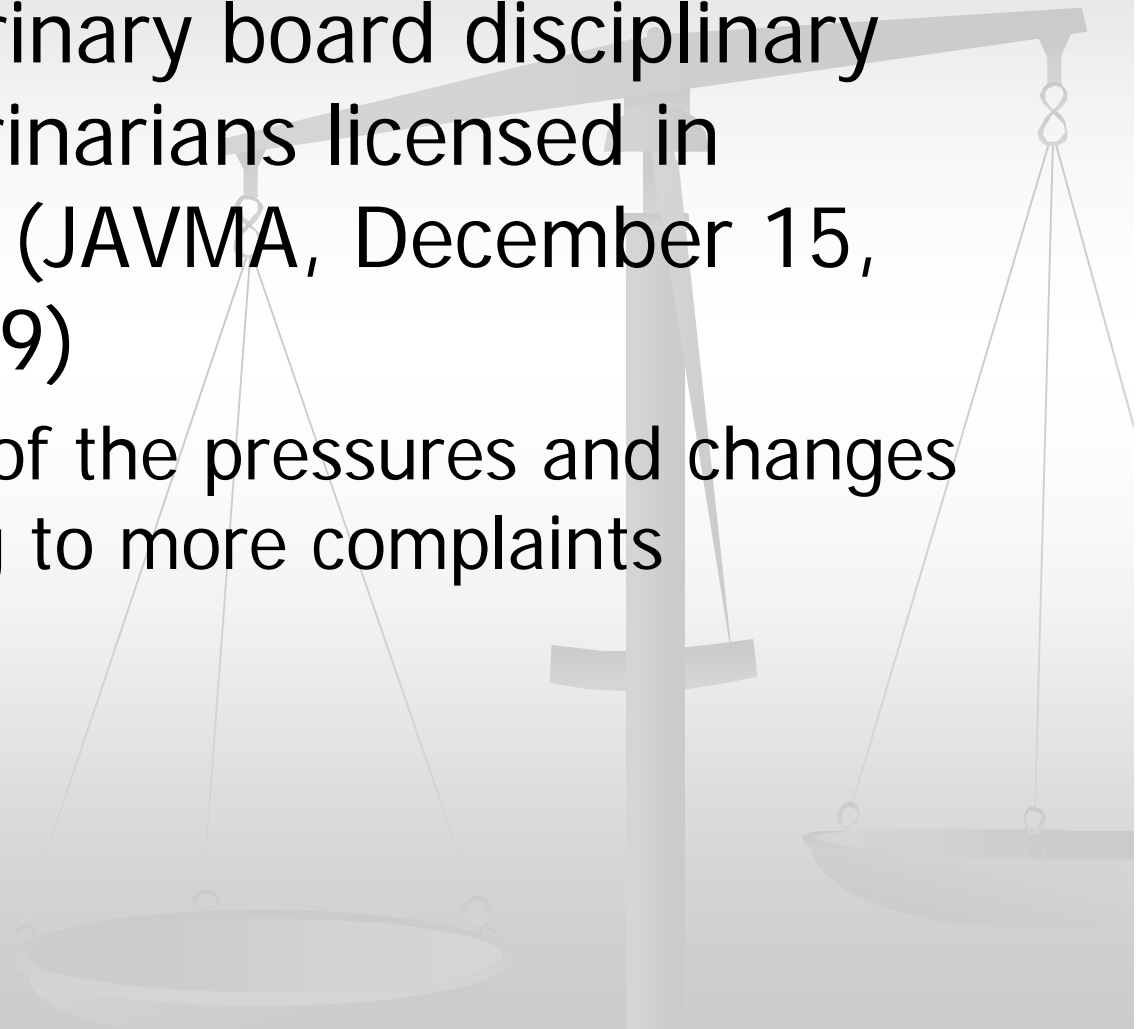 rinary board disciplinary
rinarians licensed in
(JAVMA, December 15,
9)
of the pressures and changes
to more complaints